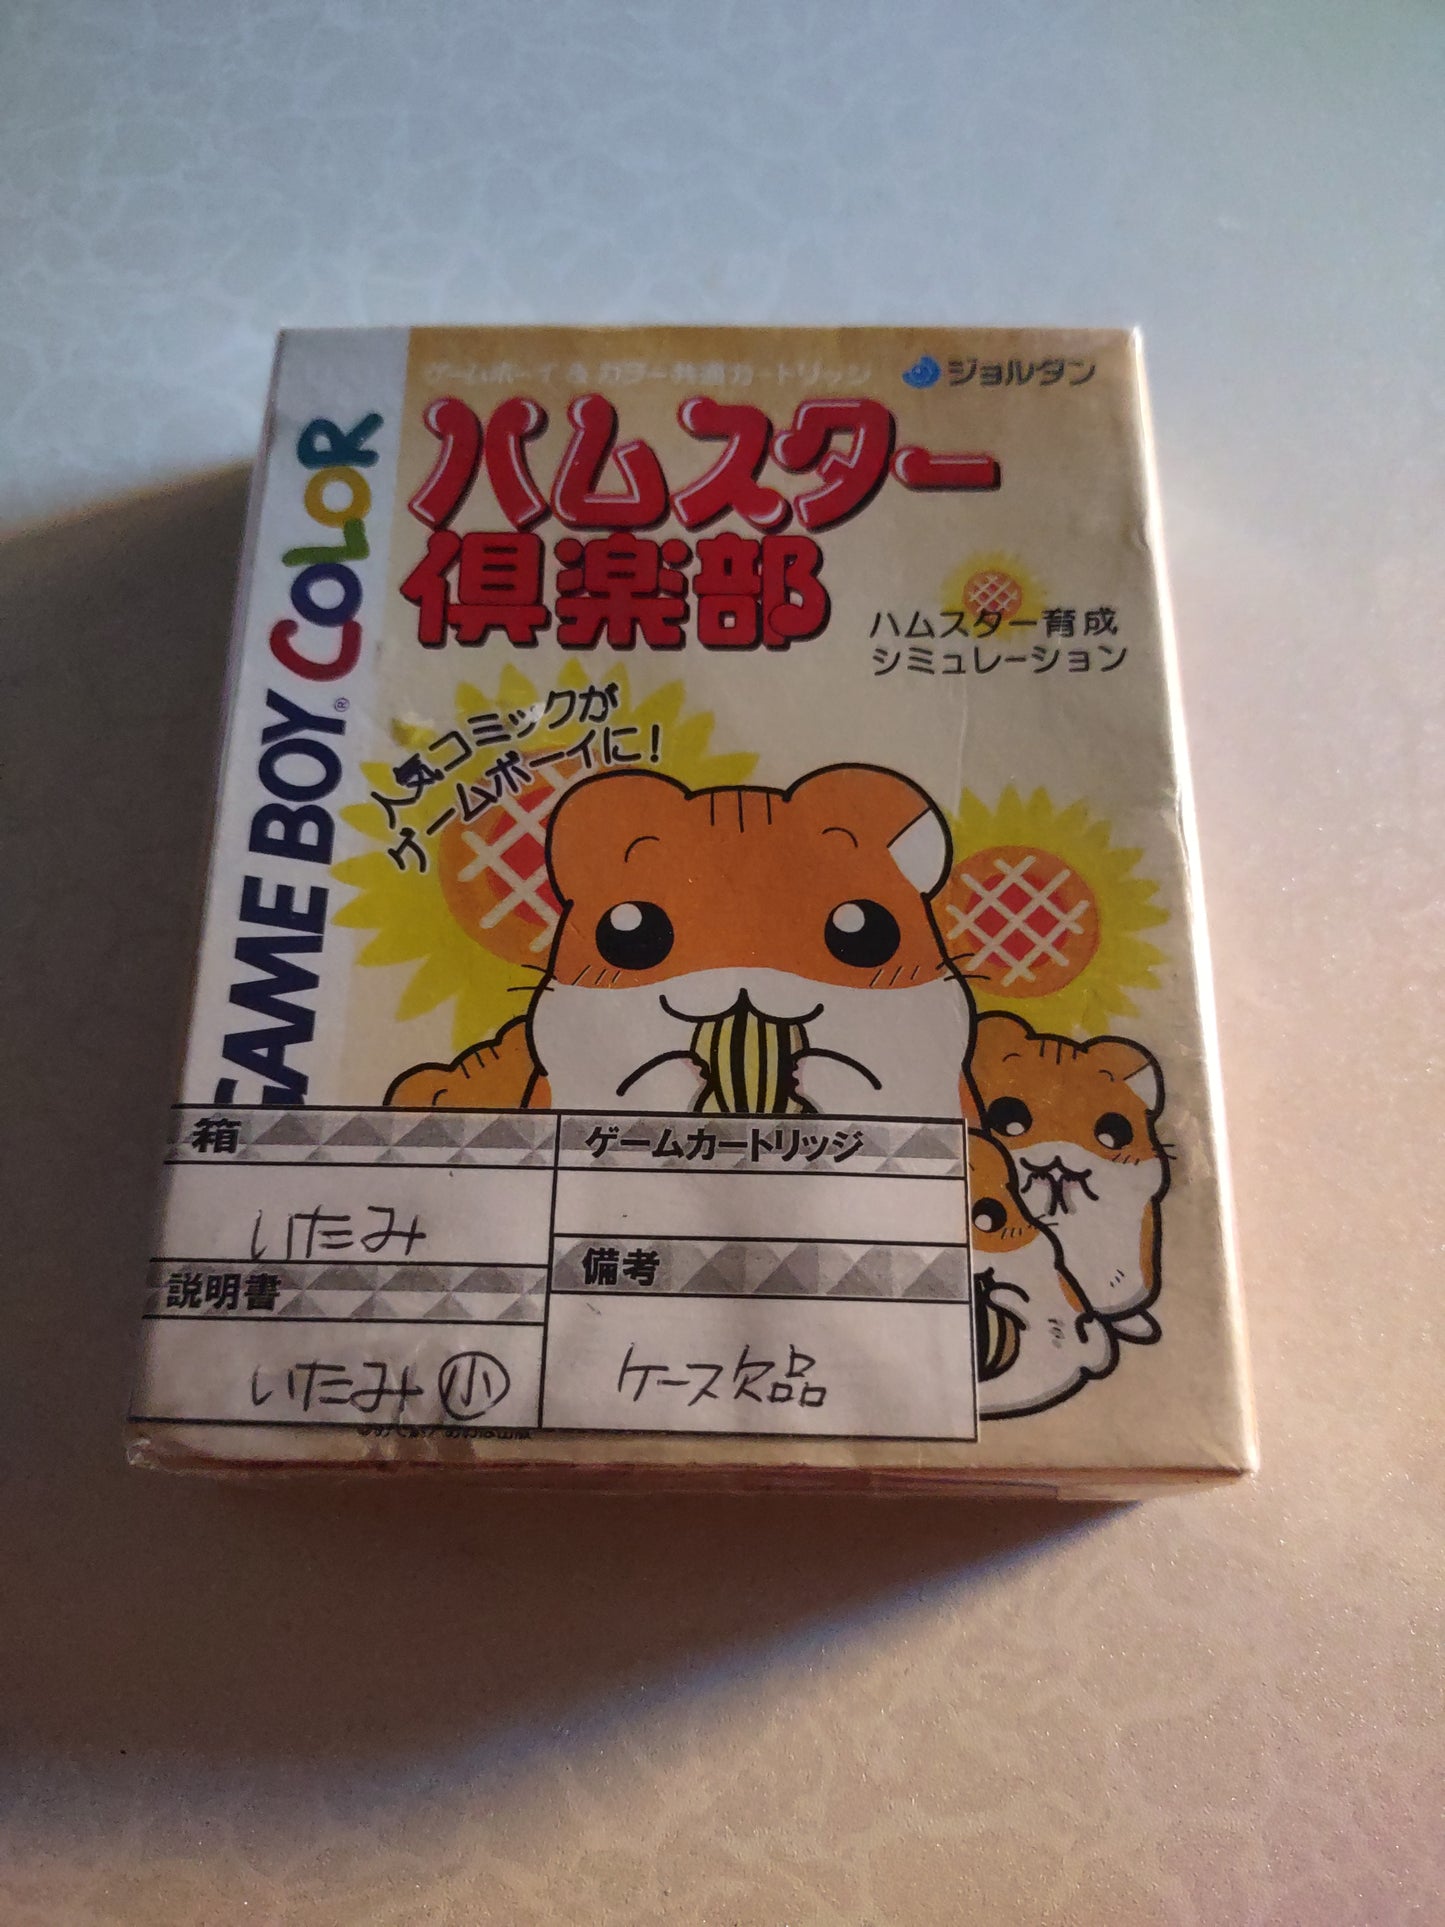 ゲームボーイ&カラー共通カートリッジ
ジョルダン
ハムスター
倶楽部
ハムスター育成
シミュレーション
人気コミックが
ゲームボーイに!
GAME BOY COLOR
箱
いたみ
説明書
いたみ 小
ゲームカートリッジ
備考
ケース欠品